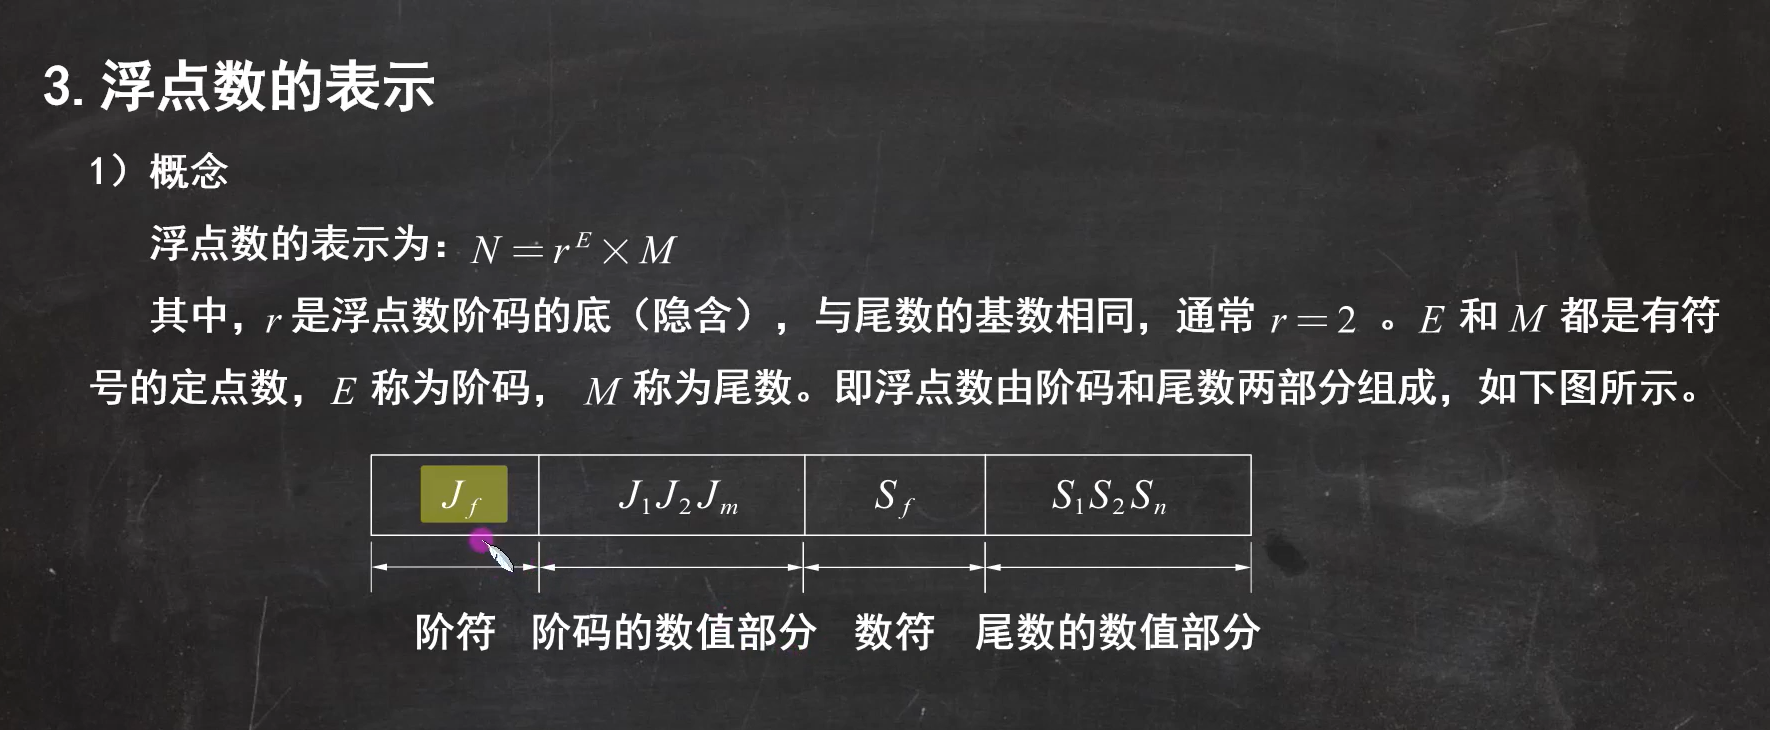 3. 浮点数的表示
1）概念
浮点数的表示为：N＝r^E×M
其中，r 是浮点数阶码的底（隐含），与尾数的基数相同，通常 r＝2 。E 和 M 都是有符
号的定点数，E 称为阶码， M 称为尾数。即浮点数由阶码和尾数两部分组成，如下图所示。
J_f J_1J_2J_m S_f S_1S_2S_n
阶符 阶码的数值部分 数符 尾数的数值部分